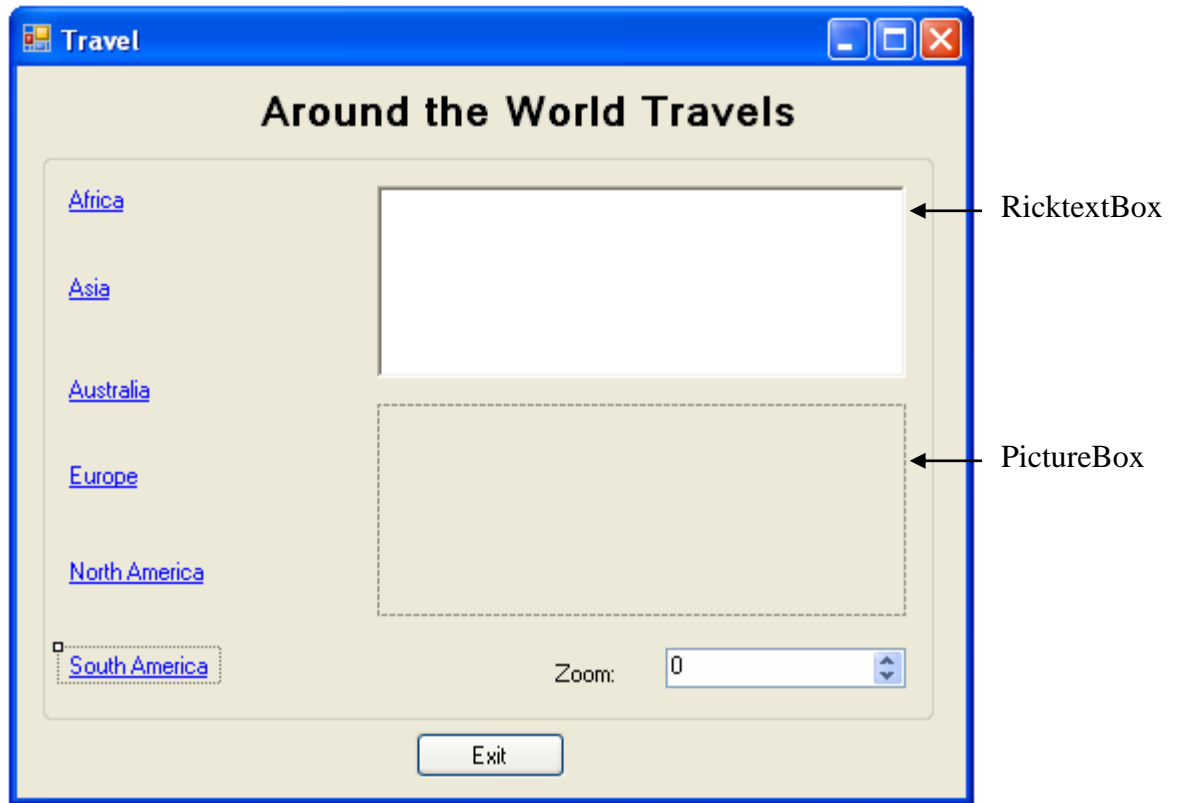 Travel
Around the World Travels
Africa
RicktextBox
Asia
Australia
PictureBox
Europe
North America
South America
Zoom:
0
Exit